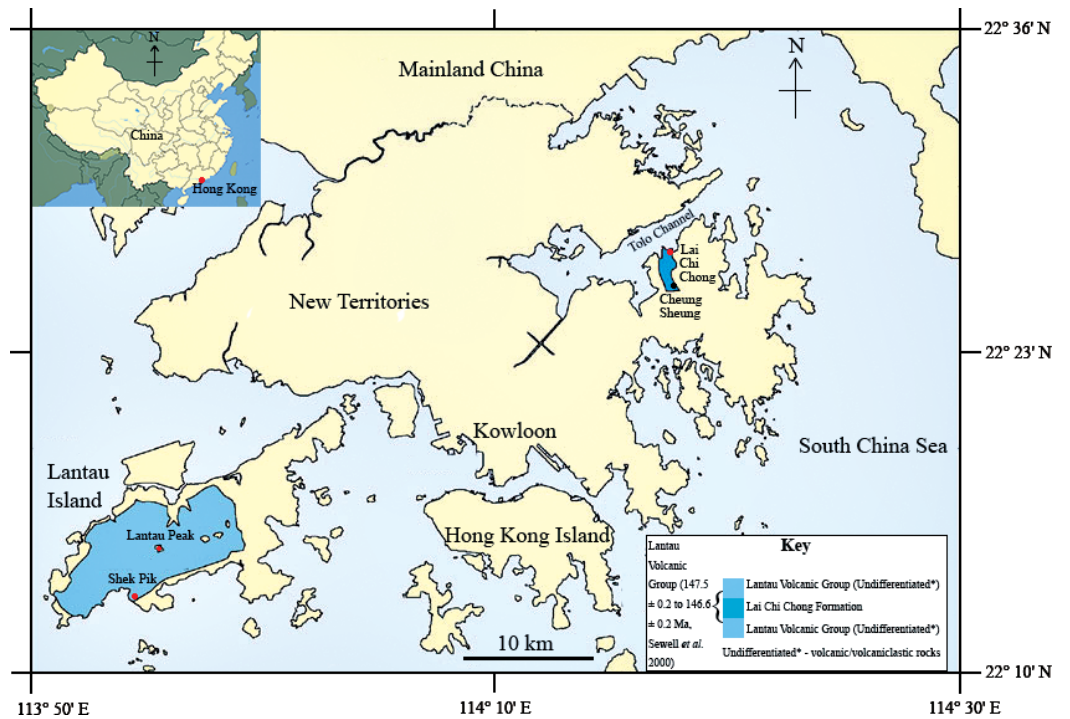 N
China
Hong Kong
Mainland China
N
22° 36' N
Tolo Channel
Lai
Chi
Chong
Cheung
Sheung
New Territories
22° 23' N
Kowloon
South China Sea
Lantau
Island
Lantau Peak
Hong Kong Island
Shek Pik
10 km
Key
Lantau
Volcanic
Group (147.5
± 0.2 to 146.6
± 0.2 Ma,
Sewell et al.
2000)
Lantau Volcanic Group (Undifferentiated*)
Lai Chi Chong Formation
Lantau Volcanic Group (Undifferentiated*)
Undifferentiated* - volcanic/volcaniclastic rocks
22° 10' N
113° 50' E
114° 10' E
114° 30' E